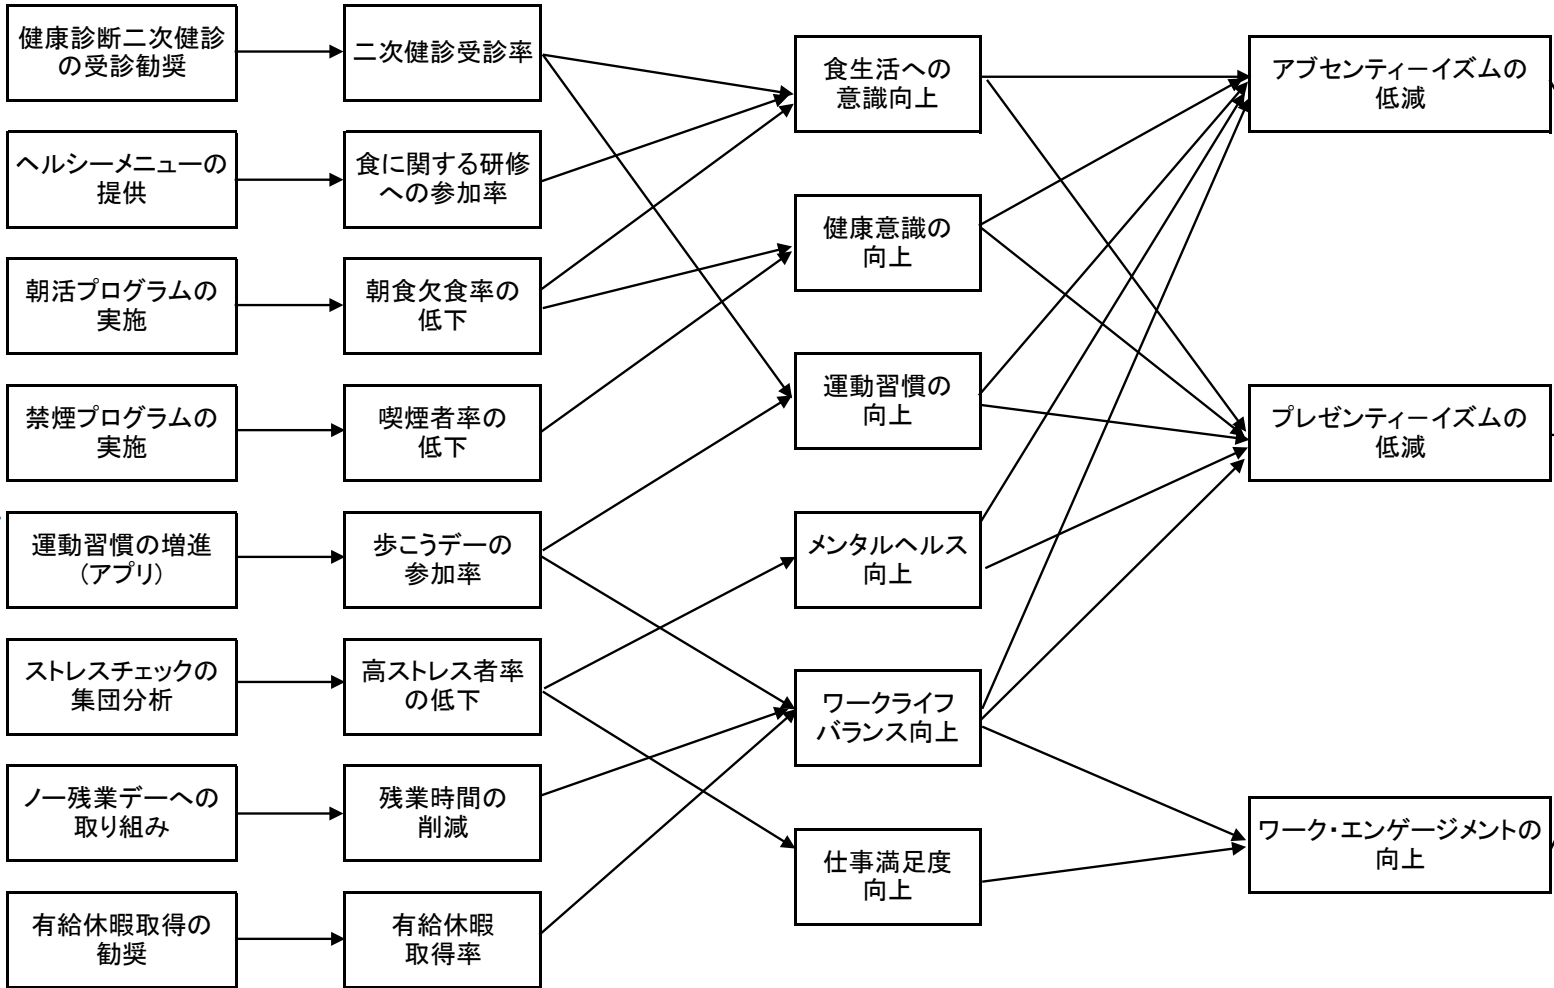 健康診断二次健診
の受診勧奨
ヘルシーメニューの
提供
朝活プログラムの
実施
禁煙プログラムの
実施
運動習慣の増進
(アプリ)
ストレスチェックの
集団分析
ノー残業デーへの
取り組み
有給休暇取得の
勧奨
二次健診受診率
食に関する研修
への参加率
朝食欠食率の
低下
喫煙者率の
低下
歩こうデーの
参加率
高ストレス者率
の低下
残業時間の
削減
有給休暇
取得率
食生活への
意識向上
健康意識の
向上
運動習慣の
向上
メンタルヘルス
向上
ワークライフ
バランス向上
仕事満足度
向上
アブセンティーイズムの
低減
プレゼンティーイズムの
低減
ワーク・エンゲージメントの
向上